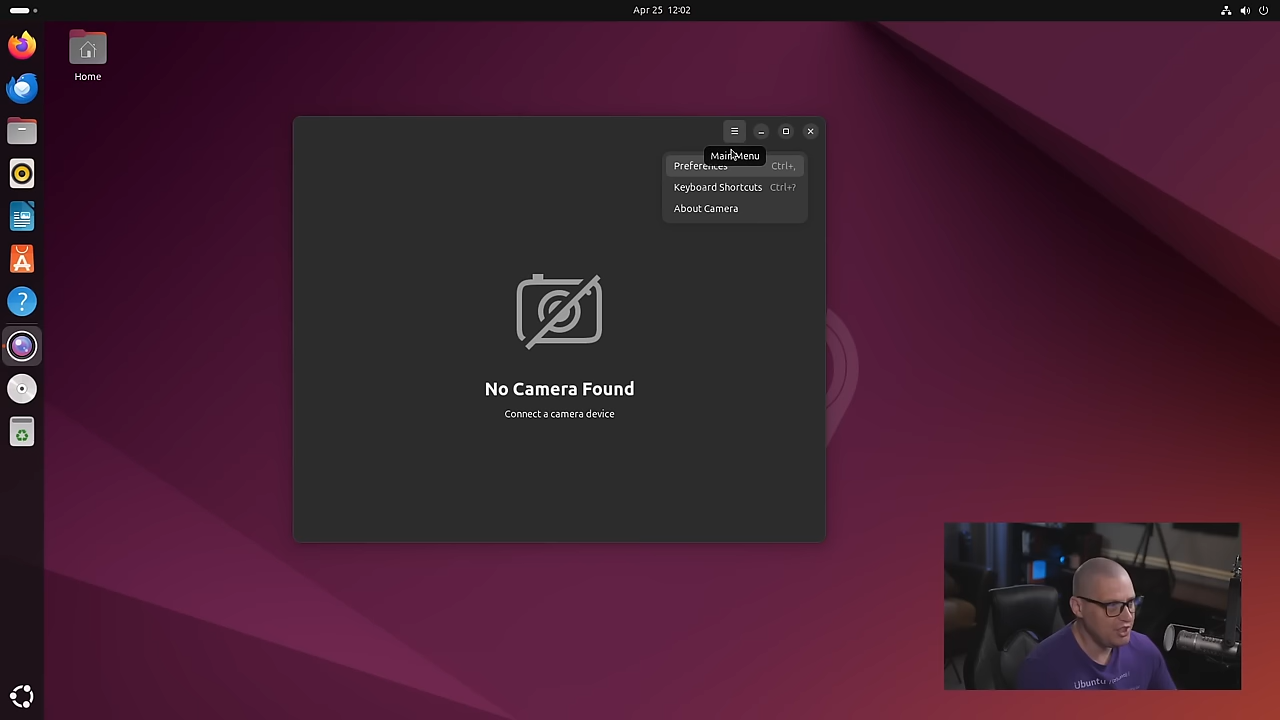 Apr 25 12:02
Home
Main Menu
Preferences Ctrl+,
Keyboard Shortcuts Ctrl+?
About Camera
No Camera Found
Connect a camera device
Ubuntu